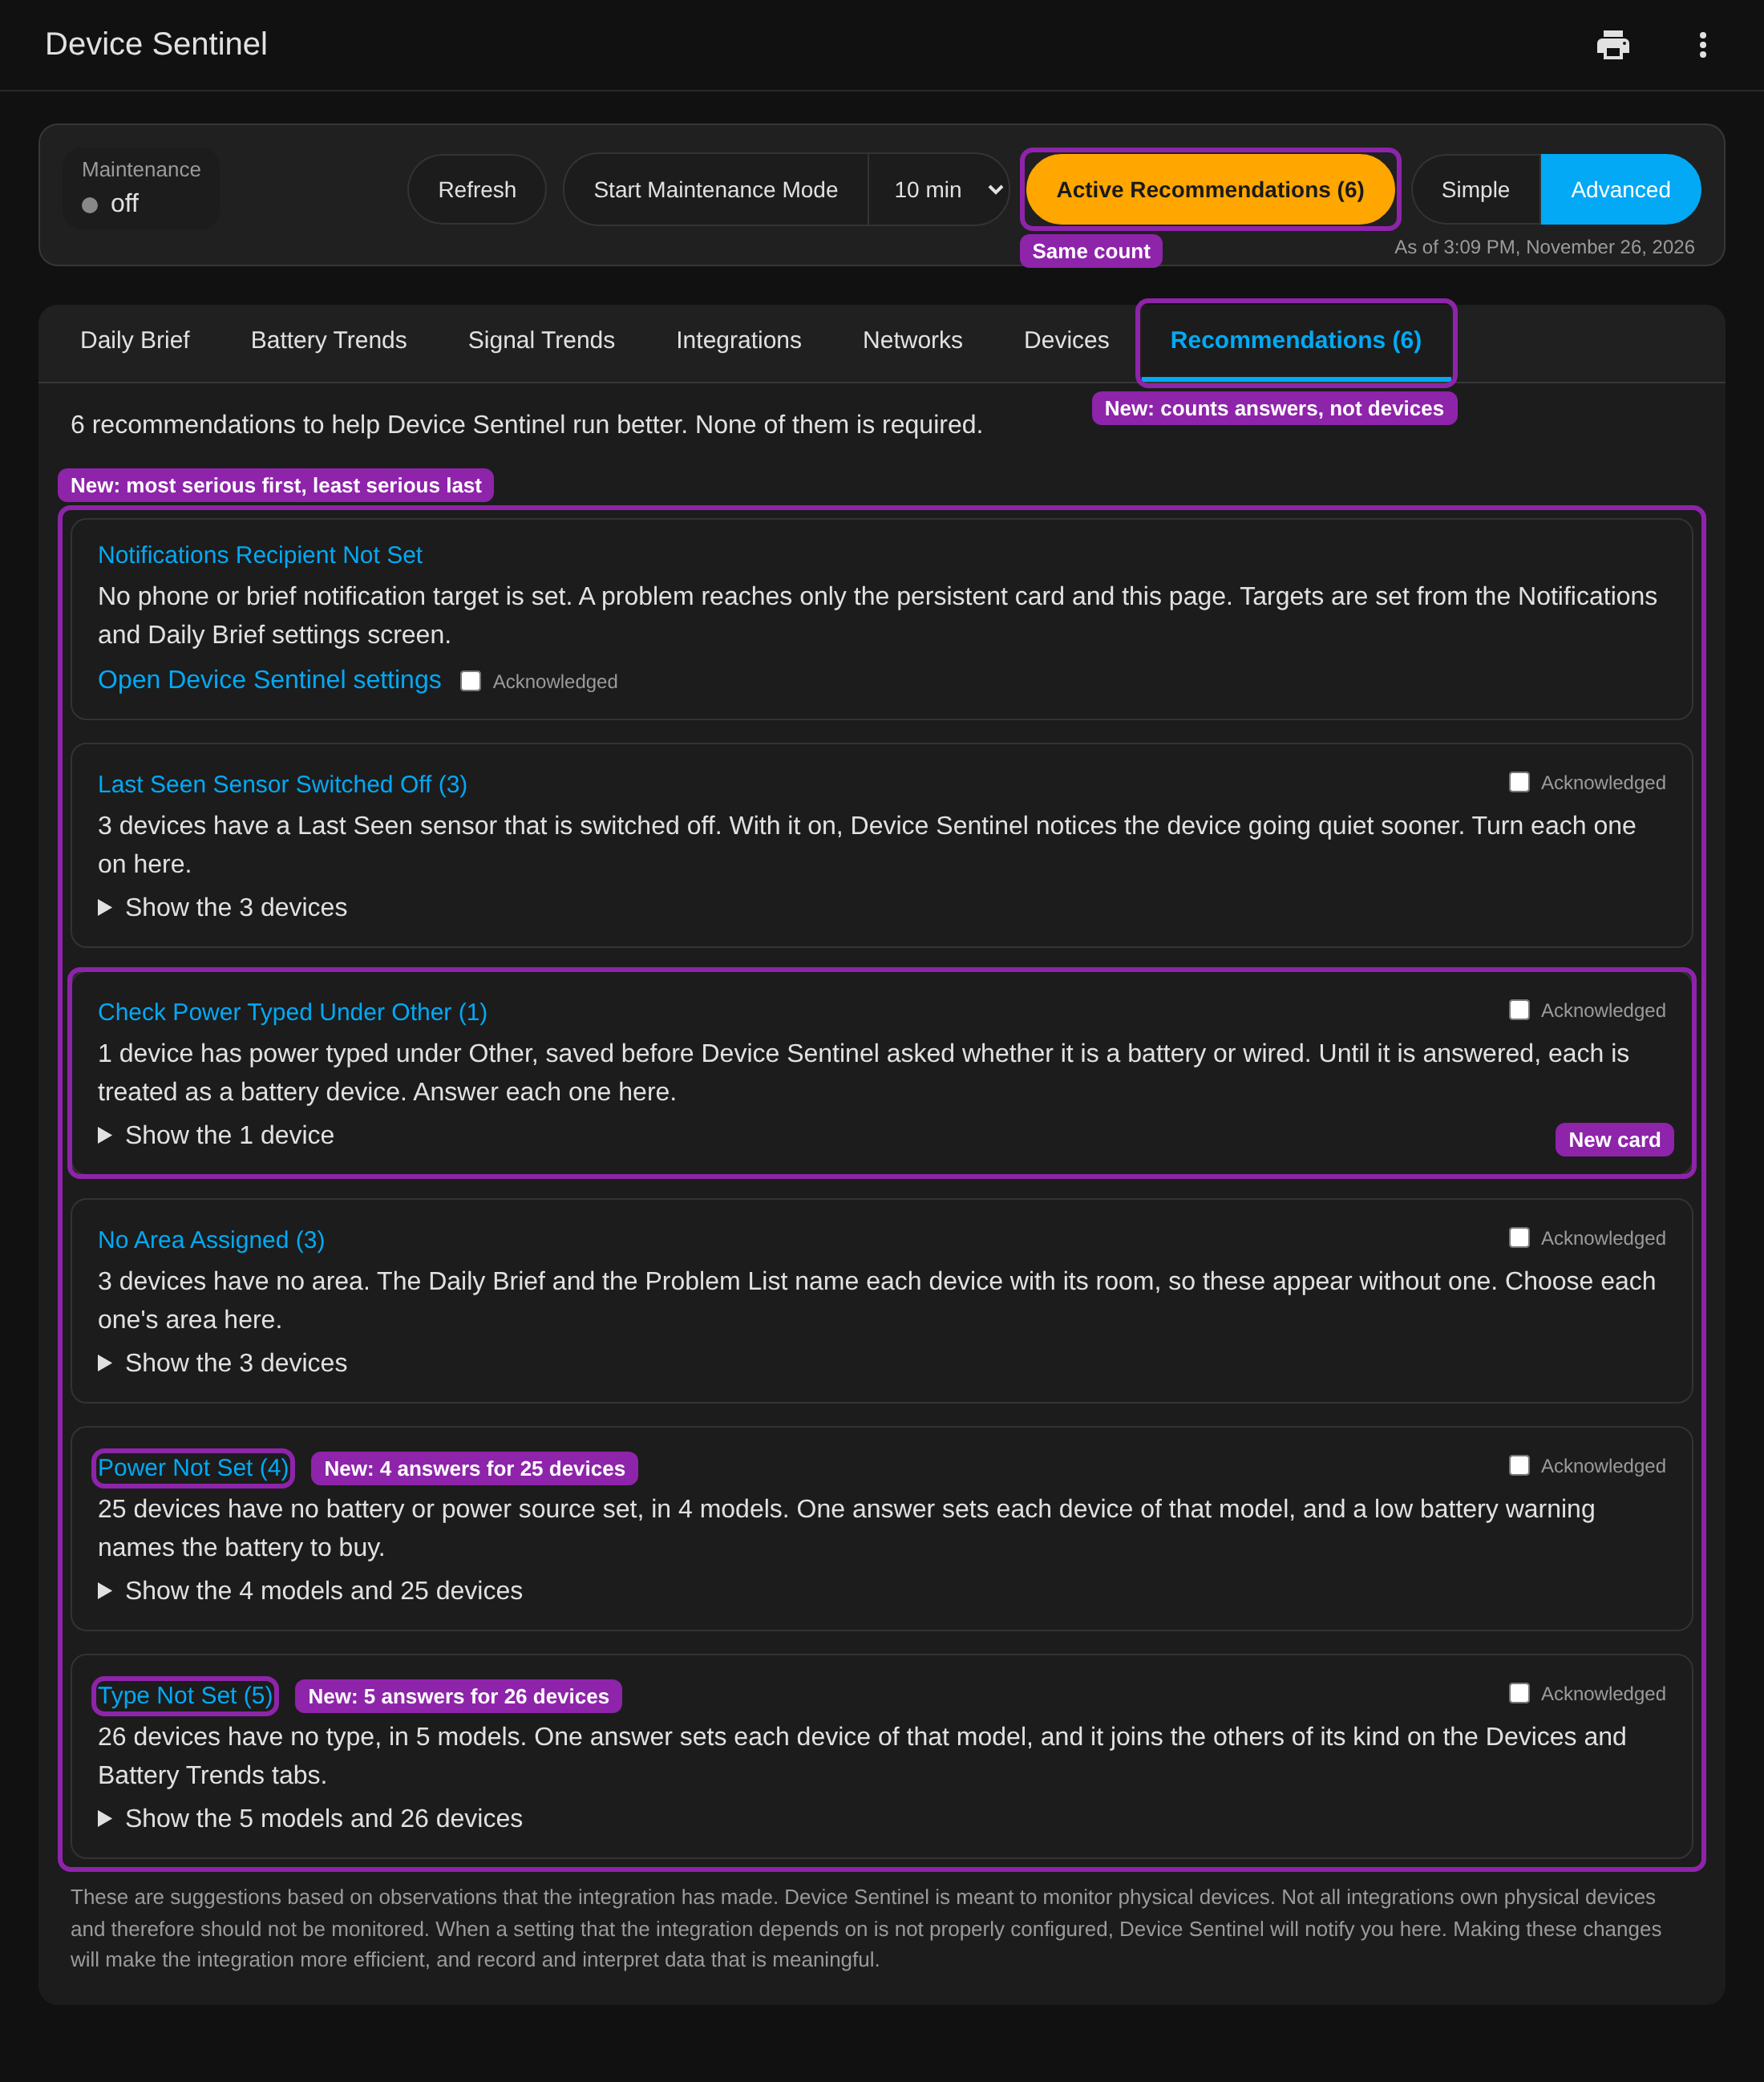 Device Sentinel
Maintenance
off
Refresh
Start Maintenance Mode
10 min
Active Recommendations (6)
Simple
Advanced
Same count
As of 3:09 PM, November 26, 2026
Daily Brief
Battery Trends
Signal Trends
Integrations
Networks
Devices
Recommendations (6)
New: counts answers, not devices
6 recommendations to help Device Sentinel run better. None of them is required.
New: most serious first, least serious last
Notifications Recipient Not Set
No phone or brief notification target is set. A problem reaches only the persistent card and this page. Targets are set from the Notifications
and Daily Brief settings screen.
Open Device Sentinel settings
Acknowledged
Last Seen Sensor Switched Off (3)
Acknowledged
3 devices have a Last Seen sensor that is switched off. With it on, Device Sentinel notices the device going quiet sooner. Turn each one
on here.
Show the 3 devices
Check Power Typed Under Other (1)
Acknowledged
1 device has power typed under Other, saved before Device Sentinel asked whether it is a battery or wired. Until it is answered, each is
treated as a battery device. Answer each one here.
Show the 1 device
New card
No Area Assigned (3)
Acknowledged
3 devices have no area. The Daily Brief and the Problem List name each device with its room, so these appear without one. Choose each
one's area here.
Show the 3 devices
Power Not Set (4)
New: 4 answers for 25 devices
Acknowledged
25 devices have no battery or power source set, in 4 models. One answer sets each device of that model, and a low battery warning
names the battery to buy.
Show the 4 models and 25 devices
Type Not Set (5)
New: 5 answers for 26 devices
Acknowledged
26 devices have no type, in 5 models. One answer sets each device of that model, and it joins the others of its kind on the Devices and
Battery Trends tabs.
Show the 5 models and 26 devices
These are suggestions based on observations that the integration has made. Device Sentinel is meant to monitor physical devices. Not all integrations own physical devices
and therefore should not be monitored. When a setting that the integration depends on is not properly configured, Device Sentinel will notify you here. Making these changes
will make the integration more efficient, and record and interpret data that is meaningful.